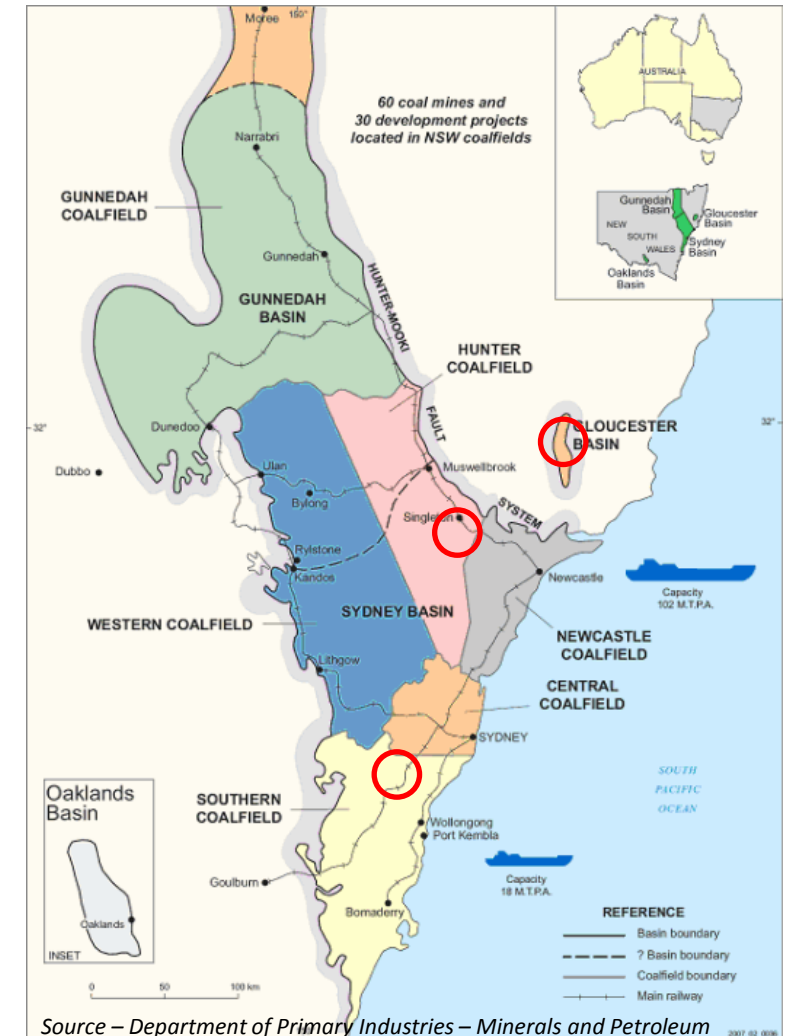 Moree
150°
60 coal mines and
30 development projects
located in NSW coalfields
AUSTRALIA
Gunnedah
Basin
Gloucester
Basin
NEW
SOUTH
WALES
Sydney
Basin
Oaklands
Basin
Narrabri
GUNNEDAH
COALFIELD
Gunnedah
GUNNEDAH
BASIN
HUNTER-MOOKI
FAULT
SYSTEM
HUNTER
COALFIELD
GLOUCESTER
BASIN
32°
32°
Dunedoo
Dubbo
Ulan
Muswellbrook
Bylong
Singleton
Rylstone
Kandos
Newcastle
Capacity
102 M.T.P.A.
SYDNEY BASIN
WESTERN COALFIELD
NEWCASTLE
COALFIELD
Lithgow
CENTRAL
COALFIELD
SYDNEY
SOUTH
PACIFIC
OCEAN
Oaklands
Basin
Oaklands
INSET
SOUTHERN
COALFIELD
Wollongong
Port Kembla
Capacity
18 M.T.P.A.
Goulburn
Bomaderry
REFERENCE
Basin boundary
? Basin boundary
Coalfield boundary
Main railway
0 50 100 km
Source – Department of Primary Industries – Minerals and Petroleum